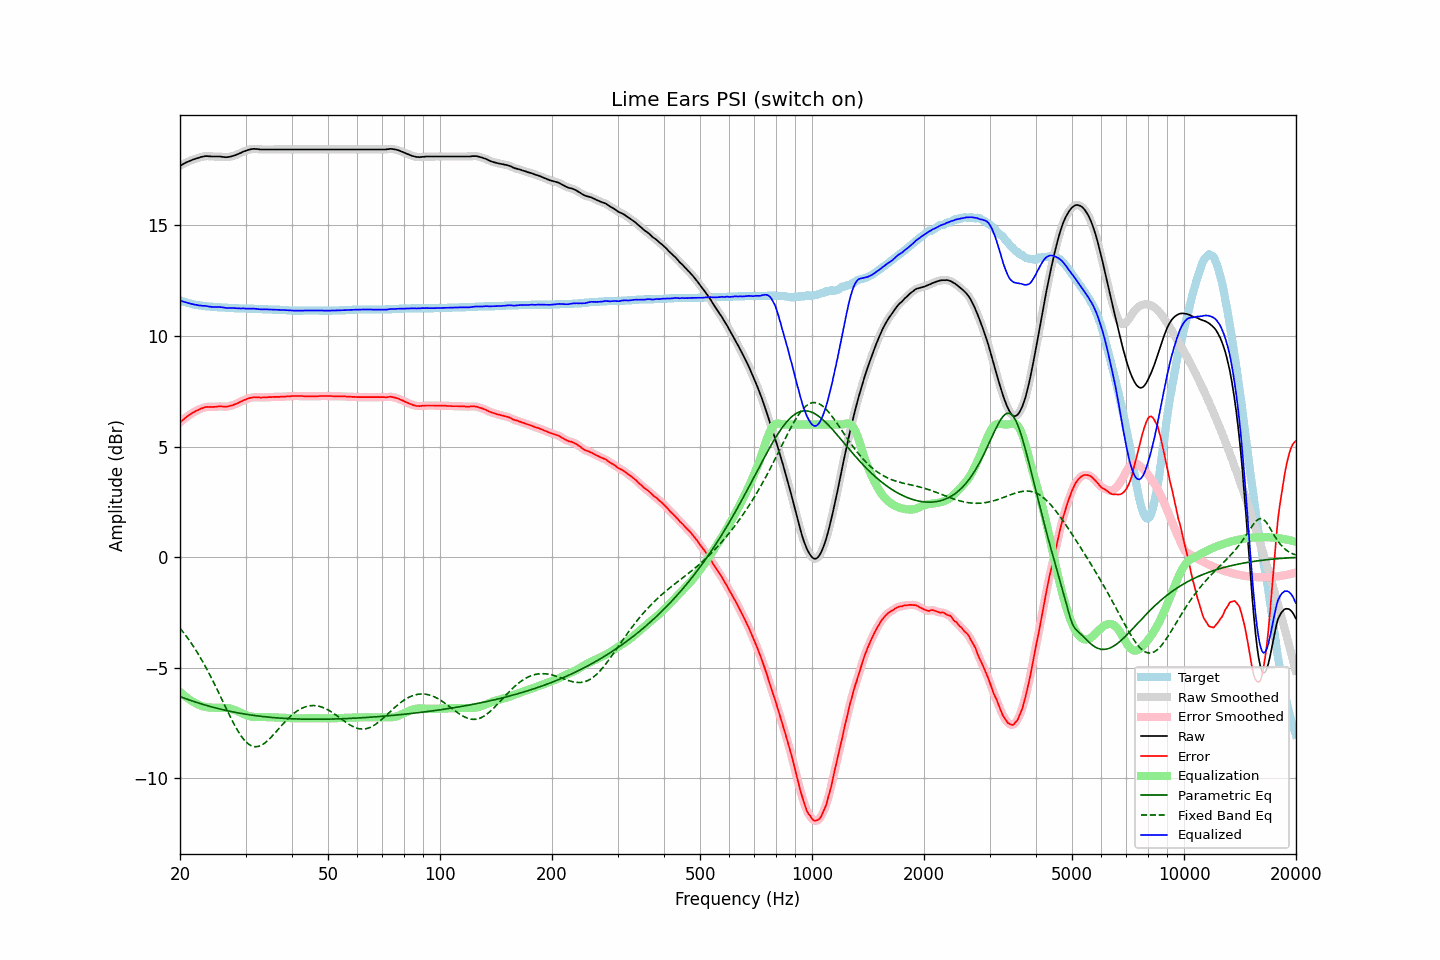 Lime Ears PSI (switch on)
Amplitude (dBr)
15
10
5
0
−5
−10
20
50
100
200
500
1000
2000
5000
10000
20000
Frequency (Hz)
Target
Raw Smoothed
Error Smoothed
Raw
Error
Equalization
Parametric Eq
Fixed Band Eq
Equalized